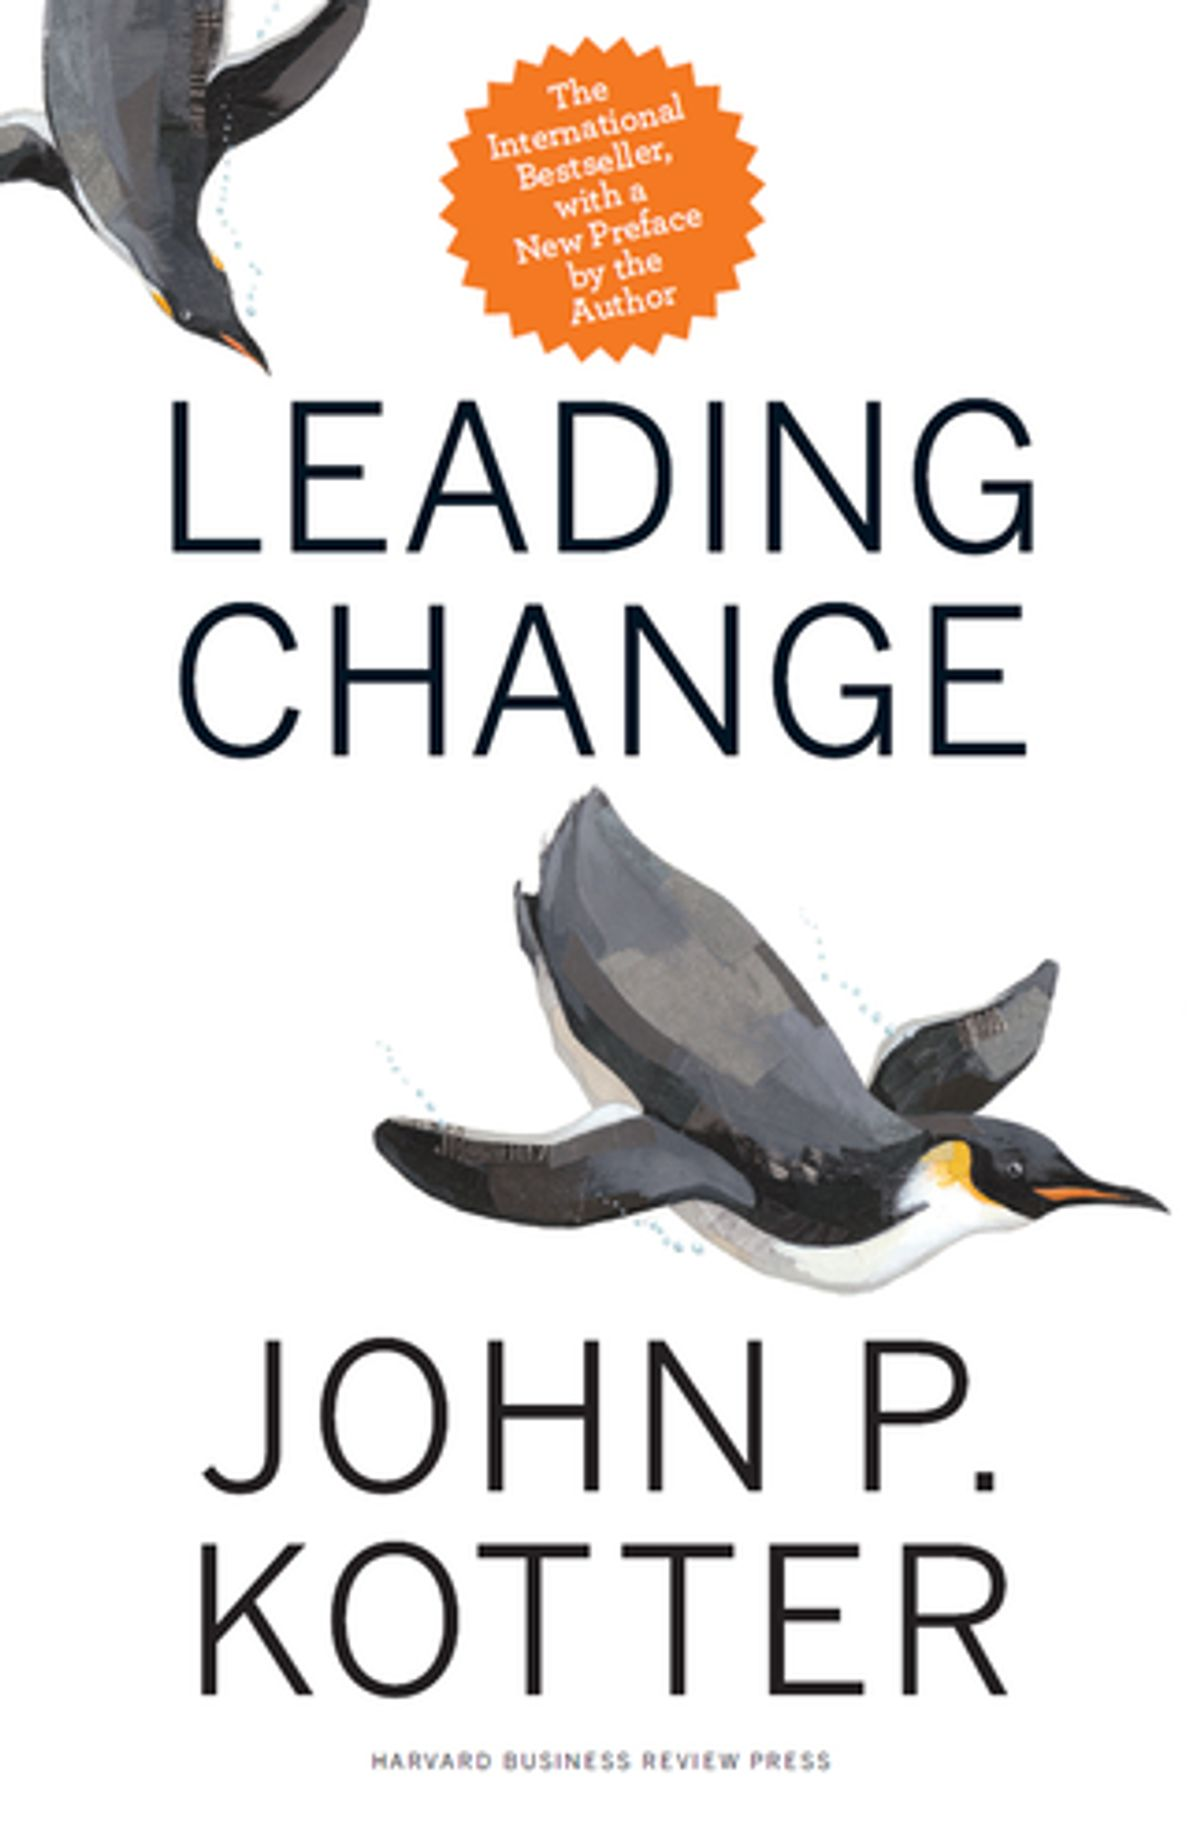 The
International
Bestseller,
with a
New Preface
by the
Author
LEADING
CHANGE
JOHN P.
KOTTER
HARVARD BUSINESS REVIEW PRESS